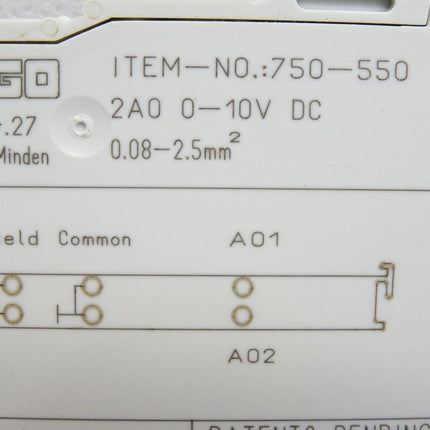 GO ITEM-NO.:750-550
r.27 2AO 0-10V DC
Minden 0.08-2.5mm²
eld Common AO1
AO2
PATENTS PENDING